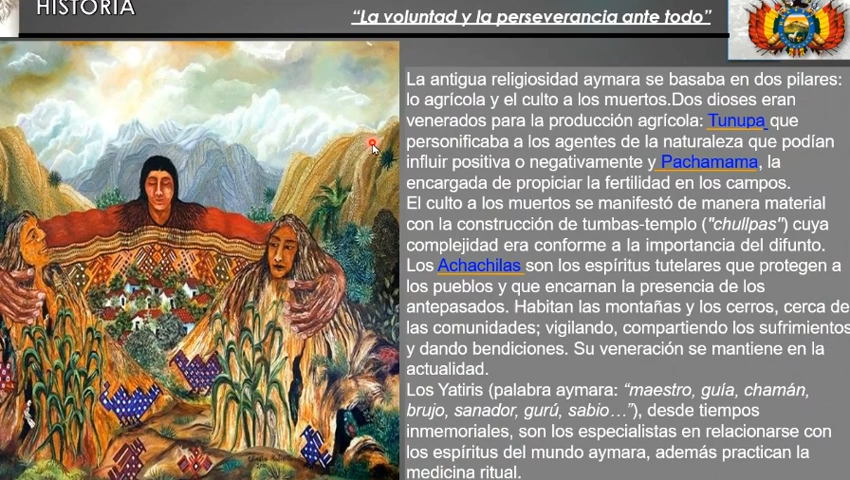 HISTORIA
“La voluntad y la perseverancia ante todo”
La antigua religiosidad aymara se basaba en dos pilares:
lo agrícola y el culto a los muertos.Dos dioses eran
venerados para la producción agrícola: Tunupa que
personificaba a los agentes de la naturaleza que podían
influir positiva o negativamente y Pachamama, la
encargada de propiciar la fertilidad en los campos.
El culto a los muertos se manifestó de manera material
con la construcción de tumbas-templo ("chullpas") cuya
complejidad era conforme a la importancia del difunto.
Los Achachilas son los espíritus tutelares que protegen a
los pueblos y que encarnan la presencia de los
antepasados. Habitan las montañas y los cerros, cerca de
las comunidades; vigilando, compartiendo los sufrimientos
y dando bendiciones. Su veneración se mantiene en la
actualidad.
Los Yatiris (palabra aymara: “maestro, guía, chamán,
brujo, sanador, gurú, sabio…”), desde tiempos
inmemoriales, son los especialistas en relacionarse con
los espíritus del mundo aymara, además practican la
medicina ritual.